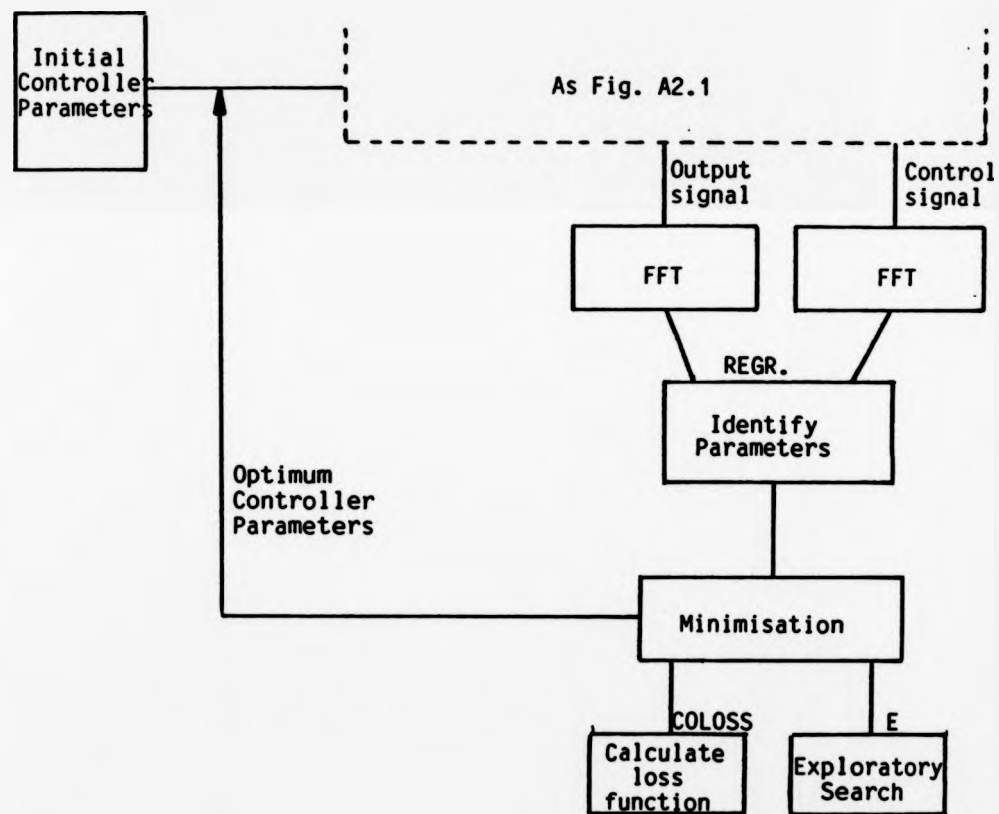 Initial
Controller
Parameters
As Fig. A2.1
Output
signal
Control
signal
FFT
FFT
REGR.
Identify
Parameters
Optimum
Controller
Parameters
Minimisation
COLOSS
E
Calculate
loss
function
Exploratory
Search